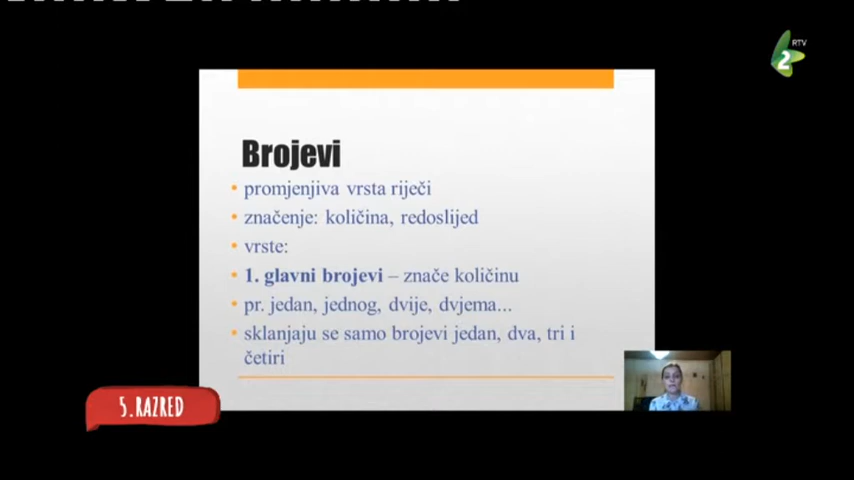 RTV
2
Brojevi
• promjenjiva vrsta riječi
• značenje: količina, redoslijed
• vrste:
• 1. glavni brojevi – znače količinu
• pr. jedan, jednog, dvije, dvjema...
• sklanjaju se samo brojevi jedan, dva, tri i
četiri
5.RAZRED